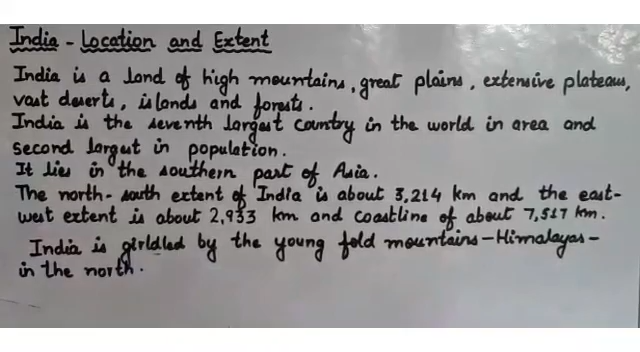 India - Location and Extent
India is a land of high mountains, great plains, extensive plateaus,
vast deserts, islands and forests.
India is the seventh largest country in the world in area and
second largest in population.
It lies in the southern part of Asia.
The north-south extent of India is about 3,214 km and the east-
west extent is about 2,933 km and coastline of about 7,517 km.
India is girldled by the young fold mountains-Himalayas-
in the north.